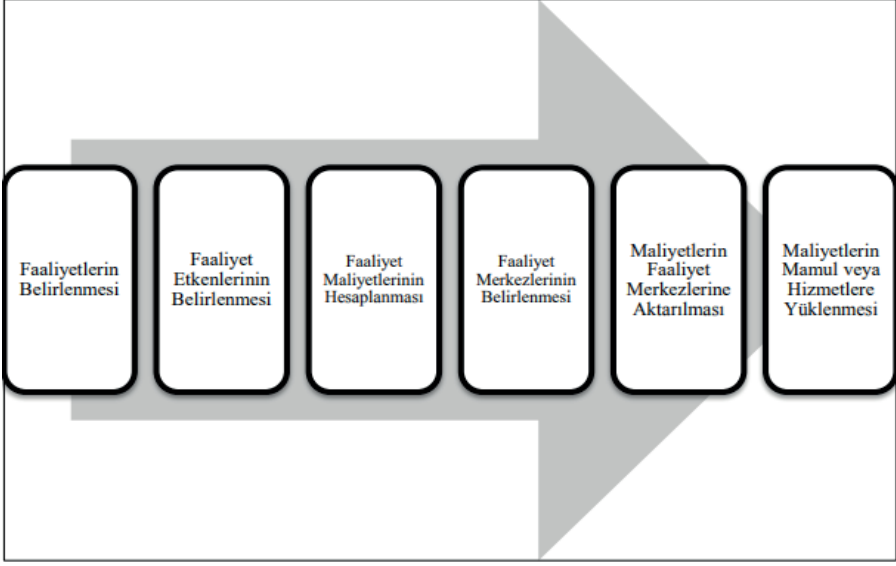 Faaliyetlerin
Belirlenmesi
Faaliyet
Etkenlerinin
Belirlenmesi
Faaliyet
Maliyetlerinin
Hesaplanması
Faaliyet
Merkezlerinin
Belirlenmesi
Maliyetlerin
Faaliyet
Merkezlerine
Aktarılması
Maliyetlerin
Mamul veya
Hizmetlere
Yüklenmesi